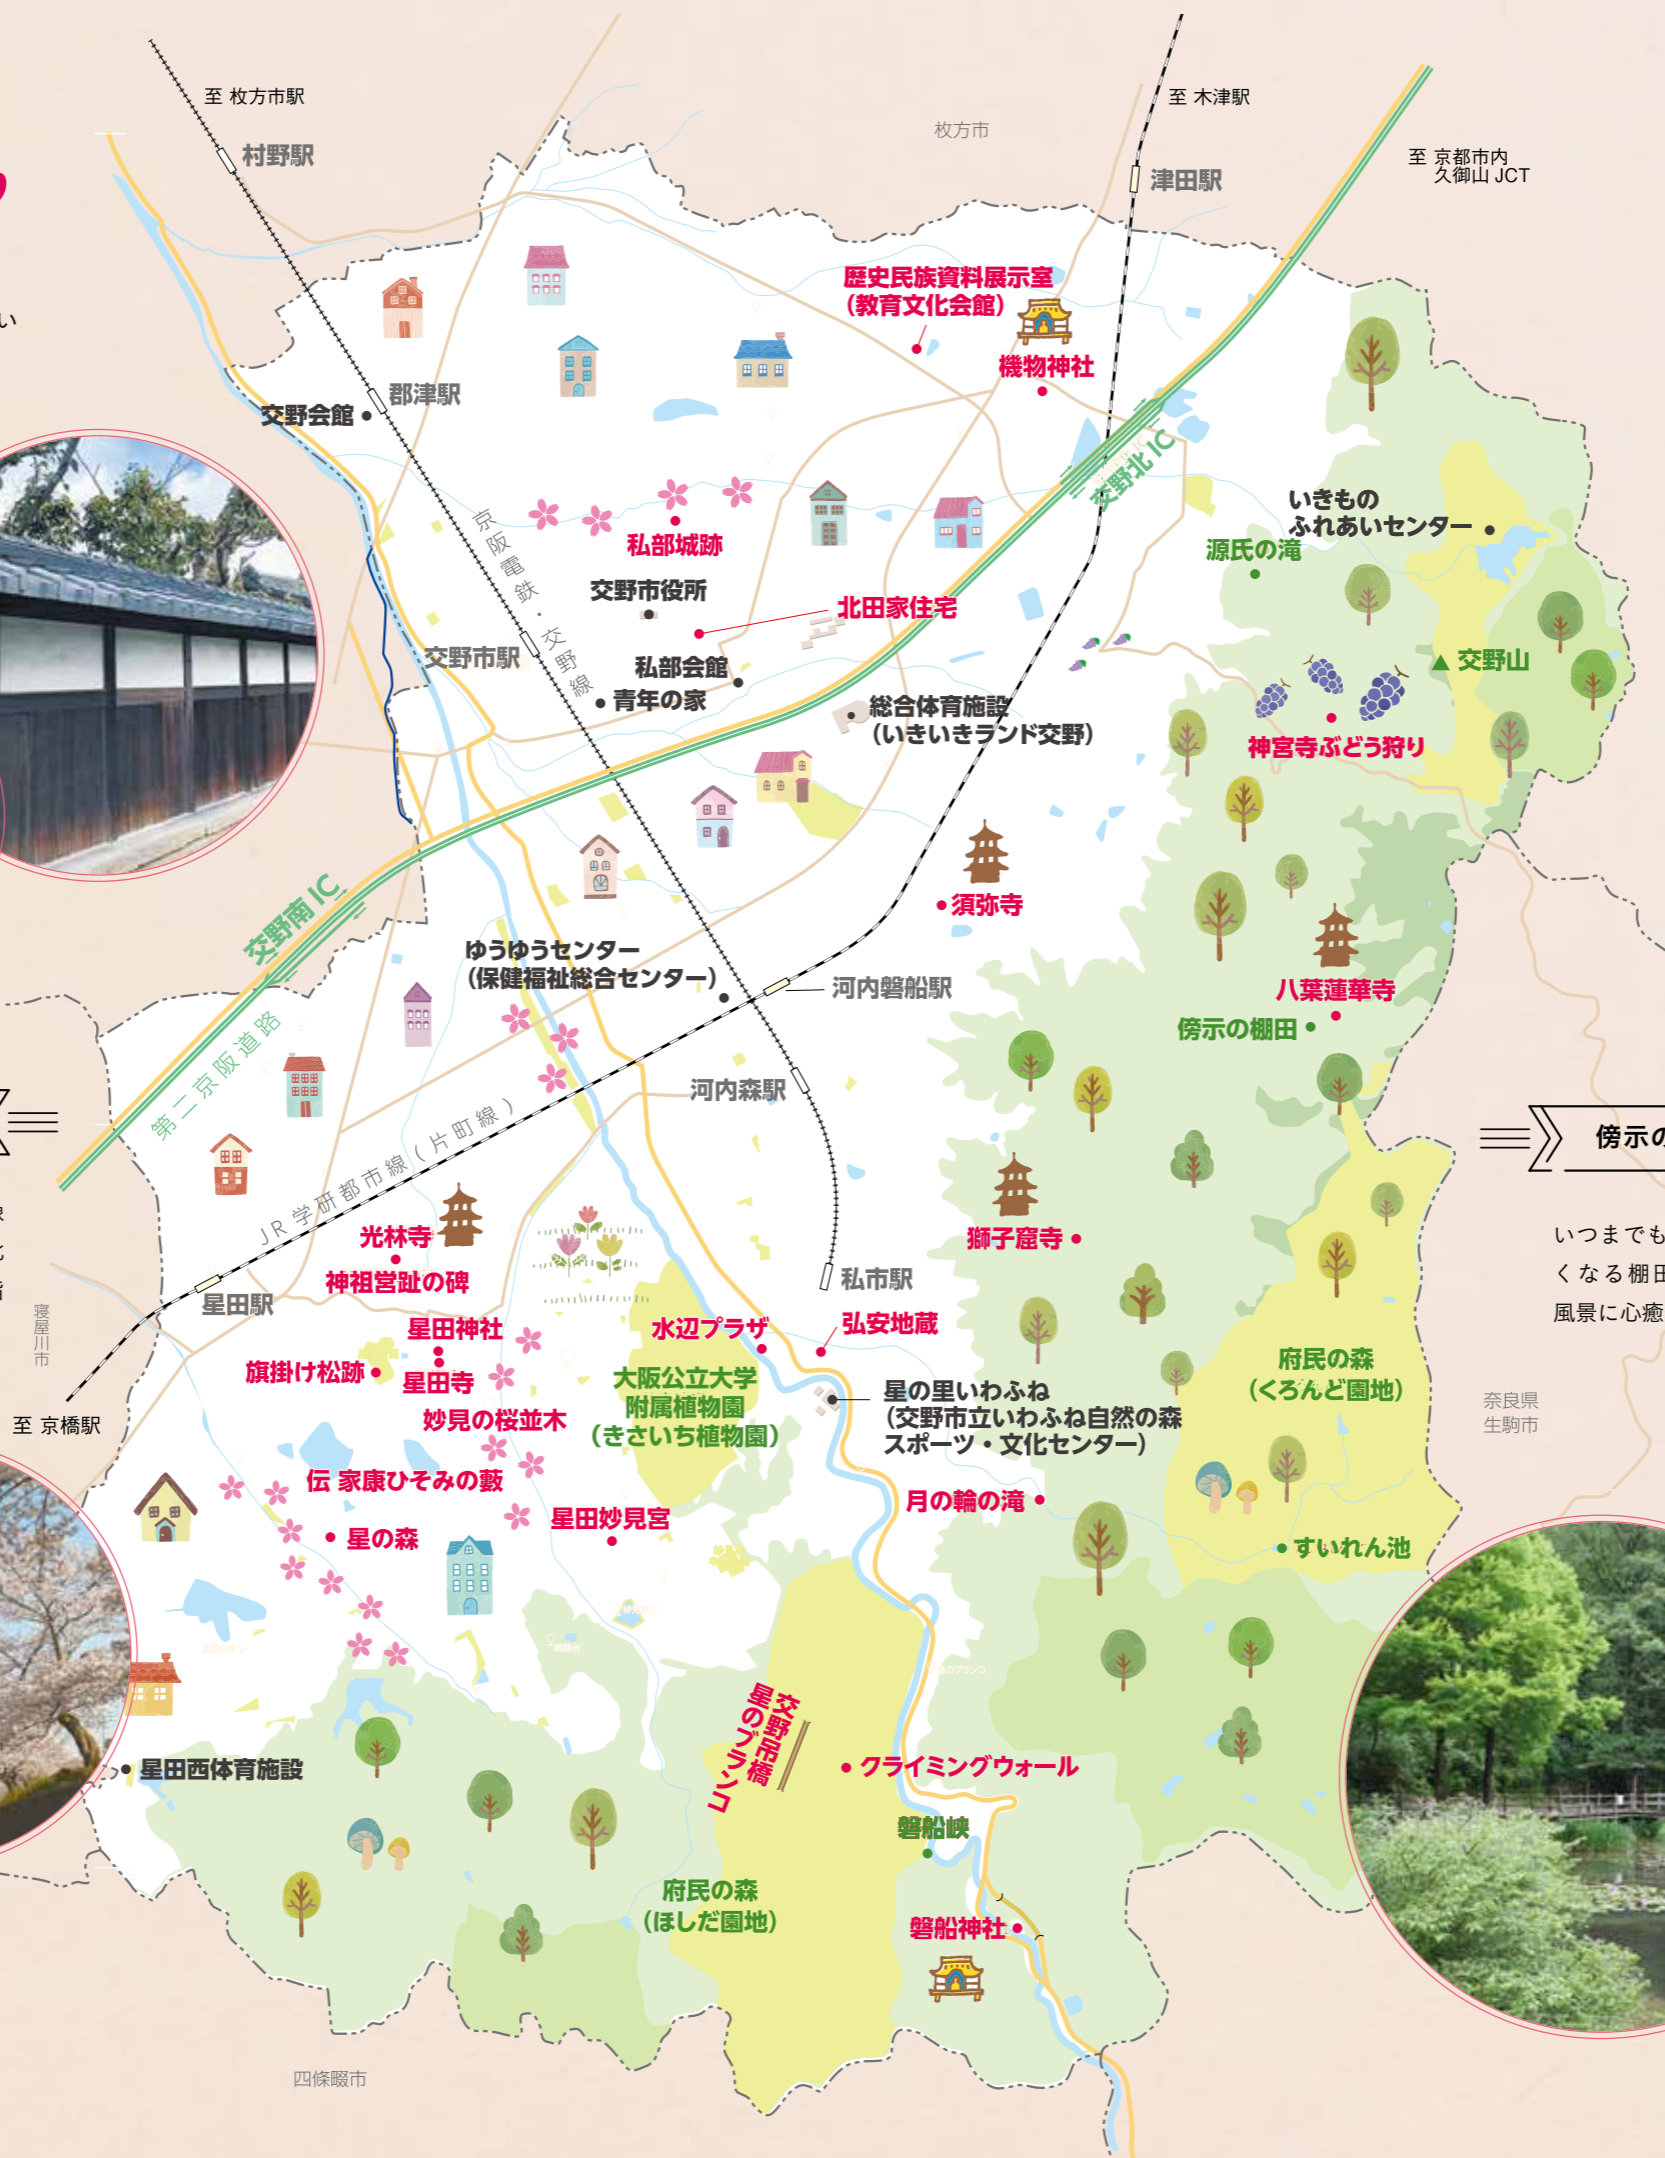 至 枚方市駅
村野駅
枚方市
至 木津駅
津田駅
至 京都市内
久御山 JCT
い
歴史民族資料展示室
（教育文化会館）
機物神社
郡津駅
交野会館
交野北 IC
いきもの
ふれあいセンター
源氏の滝
京阪電鉄・交野線
私部城跡
交野市役所
北田家住宅
交野市駅
私部会館
青年の家
交野山
総合体育施設
（いきいきランド交野）
神宮寺ぶどう狩り
交野南 IC
第二京阪道路
須弥寺
ゆうゆうセンター
（保健福祉総合センター）
河内磐船駅
八葉蓮華寺
傍示の棚田
河内森駅
JR学研都市線（片町線）
傍示の
光林寺
神祖営趾の碑
獅子窟寺
いつまでも
くなる棚田
風景に心癒
私市駅
星田駅
寝屋川市
星田神社
水辺プラザ
弘安地蔵
旗掛け松跡
星田寺
妙見の桜並木
大阪公立大学
附属植物園
（きさいち植物園）
星の里いわふね
（交野市立いわふね自然の森
スポーツ・文化センター）
府民の森
（くろんど園地）
奈良県
生駒市
至 京橋駅
伝 家康ひそみの藪
星の森
星田妙見宮
月の輪の滝
すいれん池
交野吊橋
星のブランコ
クライミングウォール
星田西体育施設
磐船峡
府民の森
（ほしだ園地）
磐船神社
四條畷市